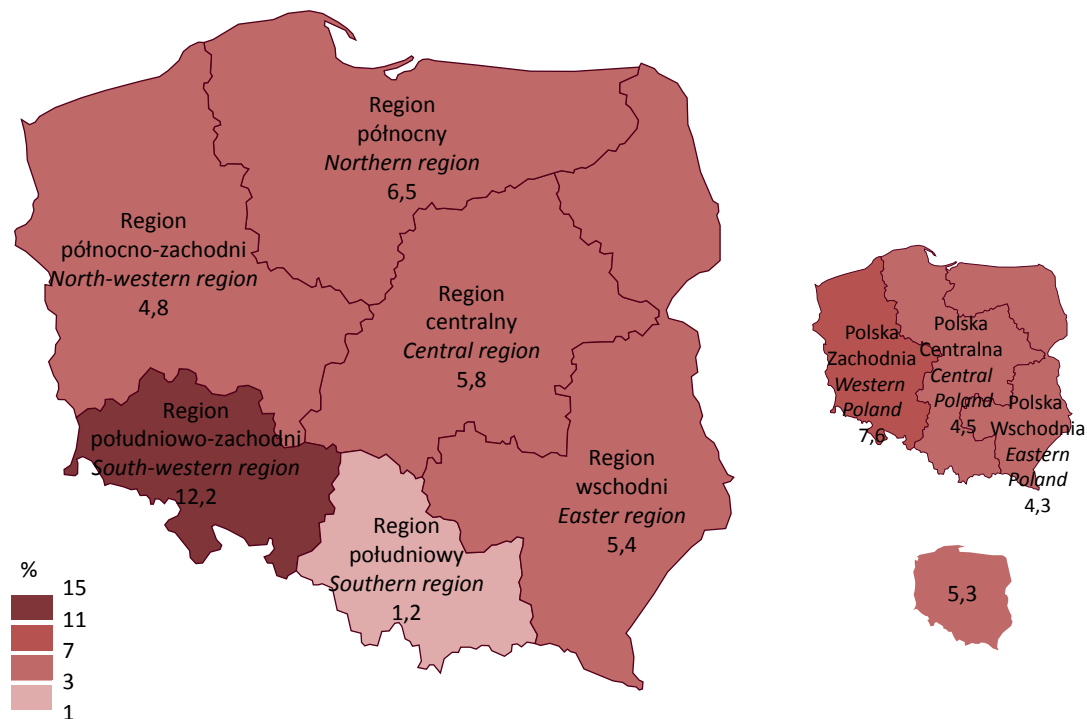 Region
północny
Northern region
6,5
Region
północno-zachodni
North-western region
4,8
Region
centralny
Central region
5,8
Region
południowo-zachodni
South-western region
12,2
Region
wschodni
Easter region
5,4
Region
południowy
Southern region
1,2
%
15
11
7
3
1
Polska
Zachodnia
Western
Poland
7,6
Polska
Centralna
Central
Poland
4,5
Polska
Wschodnia
Eastern
Poland
4,3
5,3